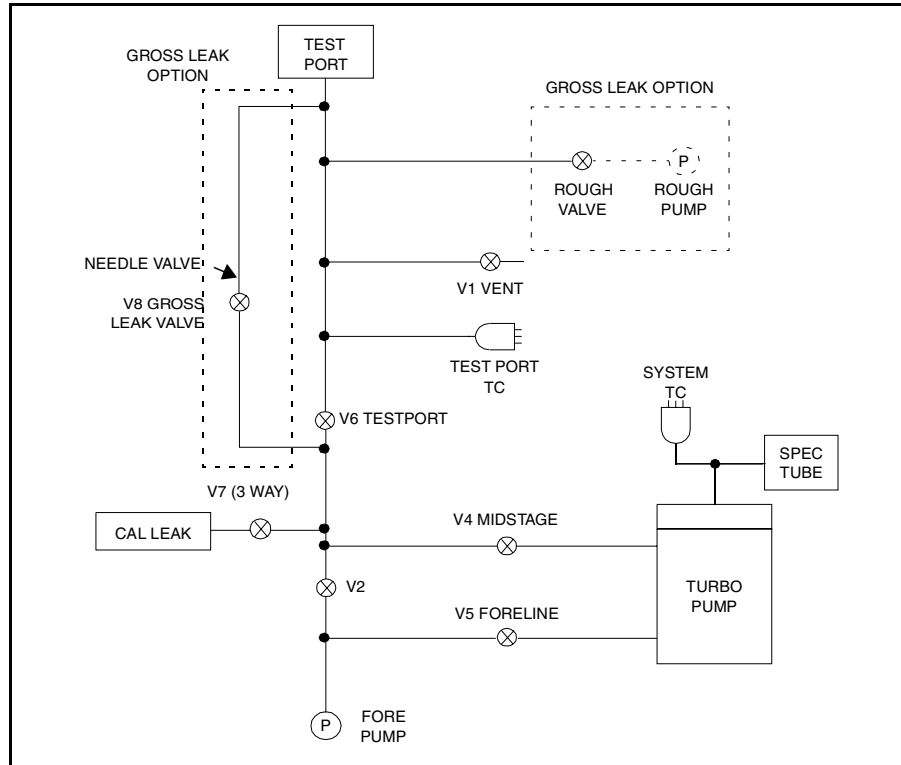 TEST
PORT
GROSS LEAK
OPTION
GROSS LEAK OPTION
P
ROUGH
VALVE
ROUGH
PUMP
NEEDLE VALVE
V1 VENT
V8 GROSS
LEAK VALVE
TEST PORT
TC
SYSTEM
TC
V6 TESTPORT
SPEC
TUBE
V7 (3 WAY)
CAL LEAK
V4 MIDSTAGE
V2
TURBO
PUMP
V5 FORELINE
P
FORE
PUMP